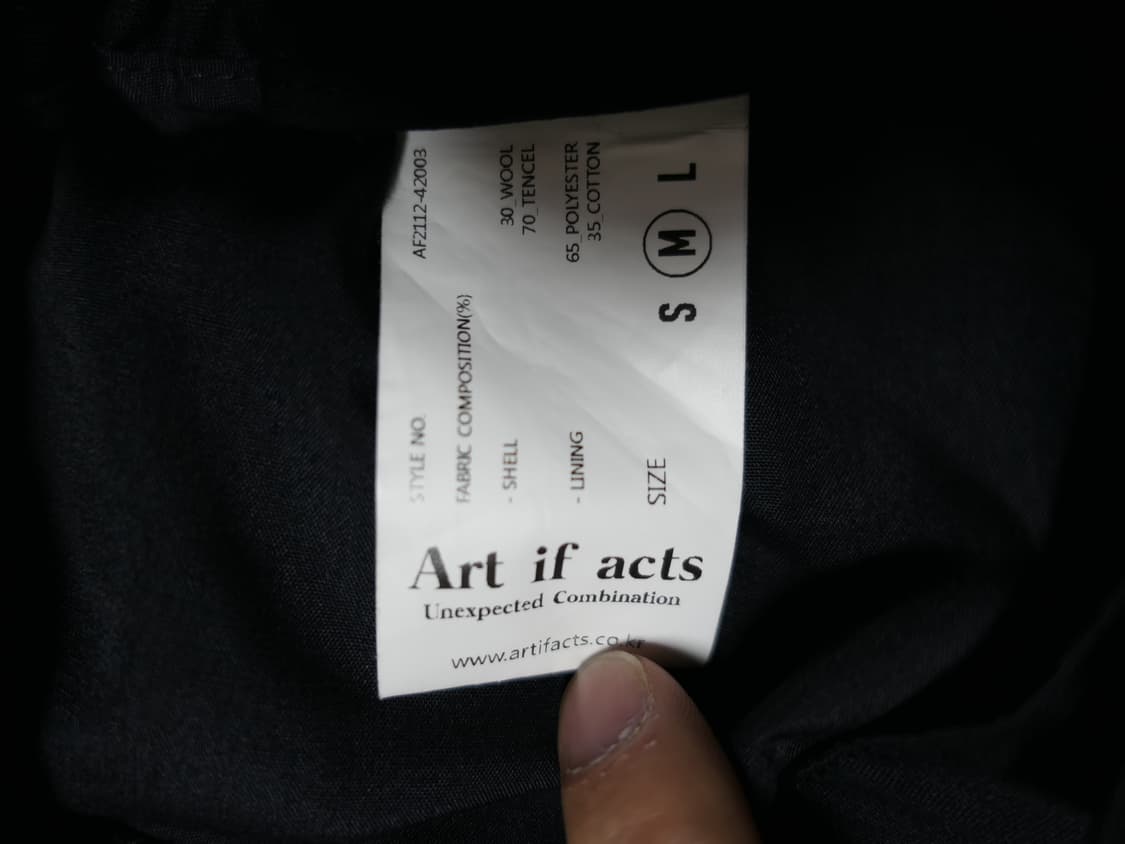 STYLE NO. AF2112-42003
FABRIC COMPOSITION(%)
- SHELL 30_WOOL
70_TENCEL
- LINING 65_POLYESTER
35_COTTON
SIZE S M L
Art if acts
Unexpected Combination
www.artifacts.co.kr